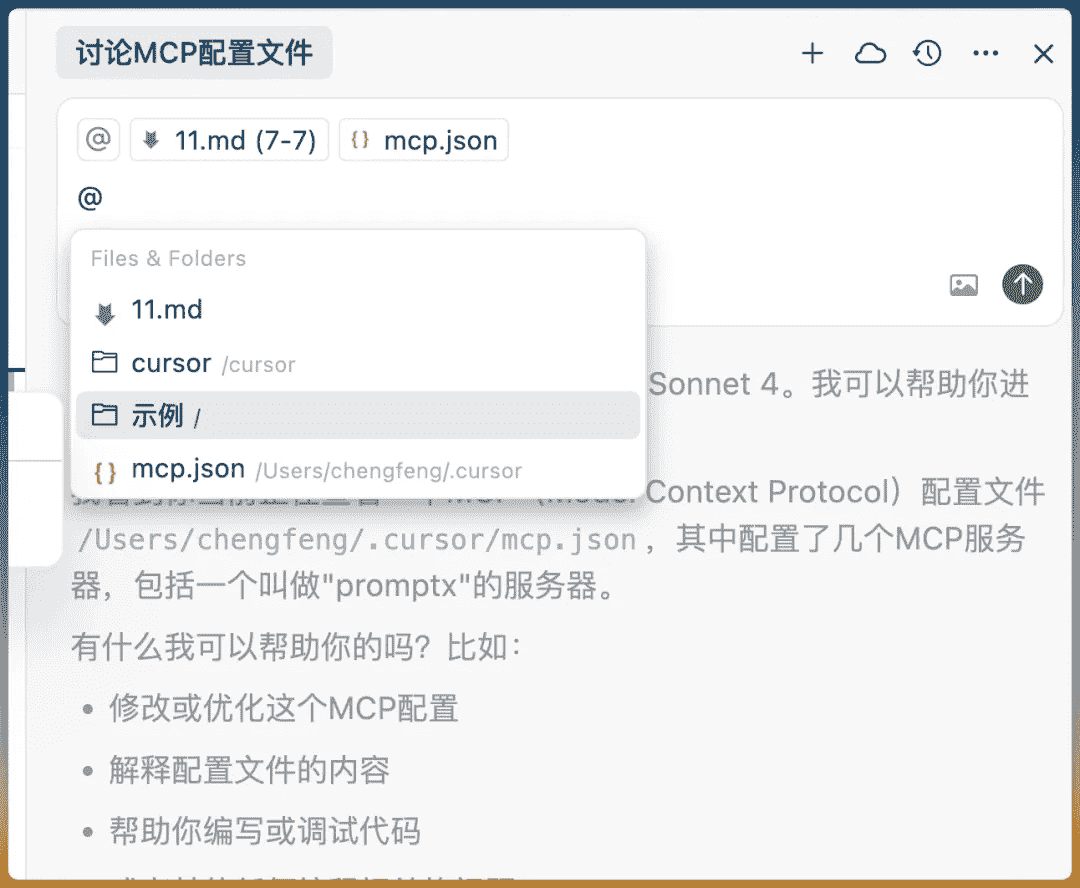 讨论MCP配置文件
@ 11.md (7-7) {} mcp.json
@
Files & Folders
11.md
cursor /cursor
示例 /
{} mcp.json /Users/chengfeng/.cursor
Sonnet 4。我可以帮助你进
Context Protocol）配置文件
/Users/chengfeng/.cursor/mcp.json，其中配置了几个MCP服务
器，包括一个叫做"promptx"的服务器。
有什么我可以帮助你的吗？比如：
• 修改或优化这个MCP配置
• 解释配置文件的内容
• 帮助你编写或调试代码